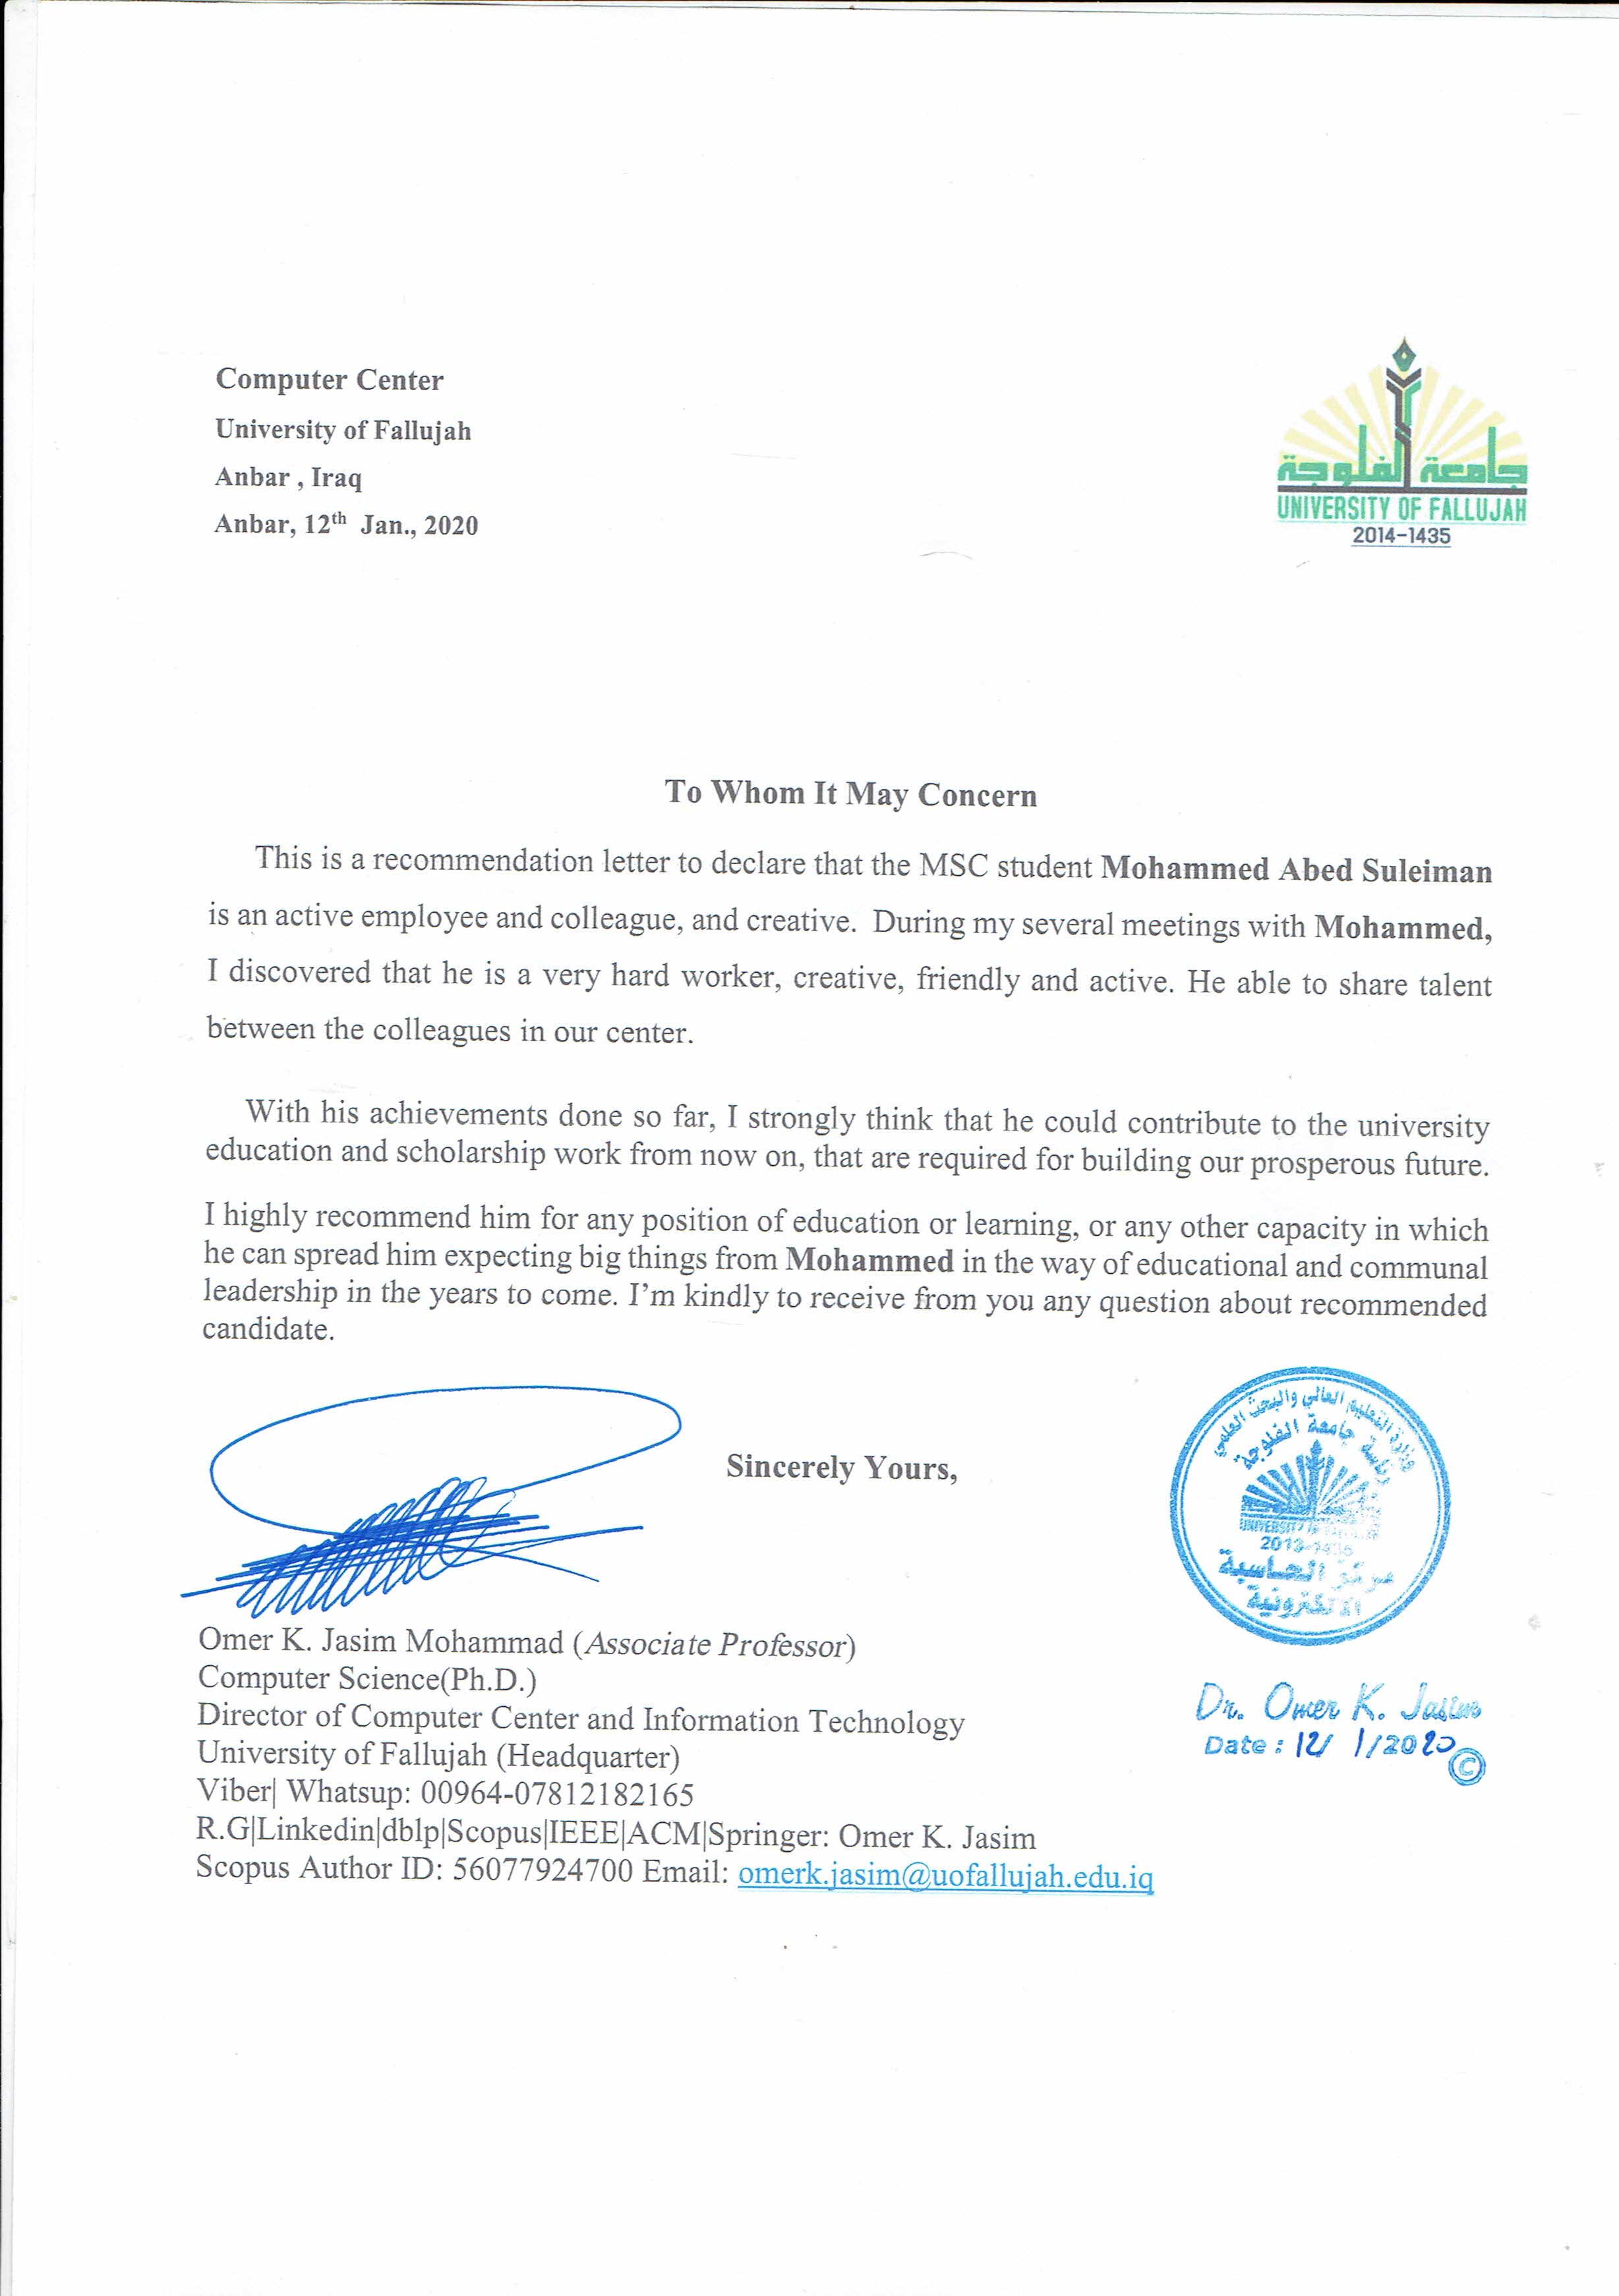 Computer Center
University of Fallujah
Anbar , Iraq
Anbar, 12th Jan., 2020
جامعة الفلوجة
UNIVERSITY OF FALLUJAH
2014-1435
To Whom It May Concern
This is a recommendation letter to declare that the MSC student Mohammed Abed Suleiman
is an active employee and colleague, and creative. During my several meetings with Mohammed,
I discovered that he is a very hard worker, creative, friendly and active. He able to share talent
between the colleagues in our center.
With his achievements done so far, I strongly think that he could contribute to the university
education and scholarship work from now on, that are required for building our prosperous future.
I highly recommend him for any position of education or learning, or any other capacity in which
he can spread him expecting big things from Mohammed in the way of educational and communal
leadership in the years to come. I'm kindly to receive from you any question about recommended
candidate.
Sincerely Yours,
وزارة التعليم العالي والبحث العلمي
رئاسة جامعة الفلوجة
UNIVERSITY OF
مركز الحاسبة
الالكترونية
Omer K. Jasim Mohammad (Associate Professor)
Computer Science(Ph.D.)
Director of Computer Center and Information Technology
University of Fallujah (Headquarter)
Viber| Whatsup: 00964-07812182165
R.G|Linkedin|dblp|Scopus|IEEE|ACM|Springer: Omer K. Jasim
Scopus Author ID: 56077924700 Email: omerk.jasim@uofallujah.edu.iq
Dr. Omer K. Jasim
Date : 12/ 1/2020
©